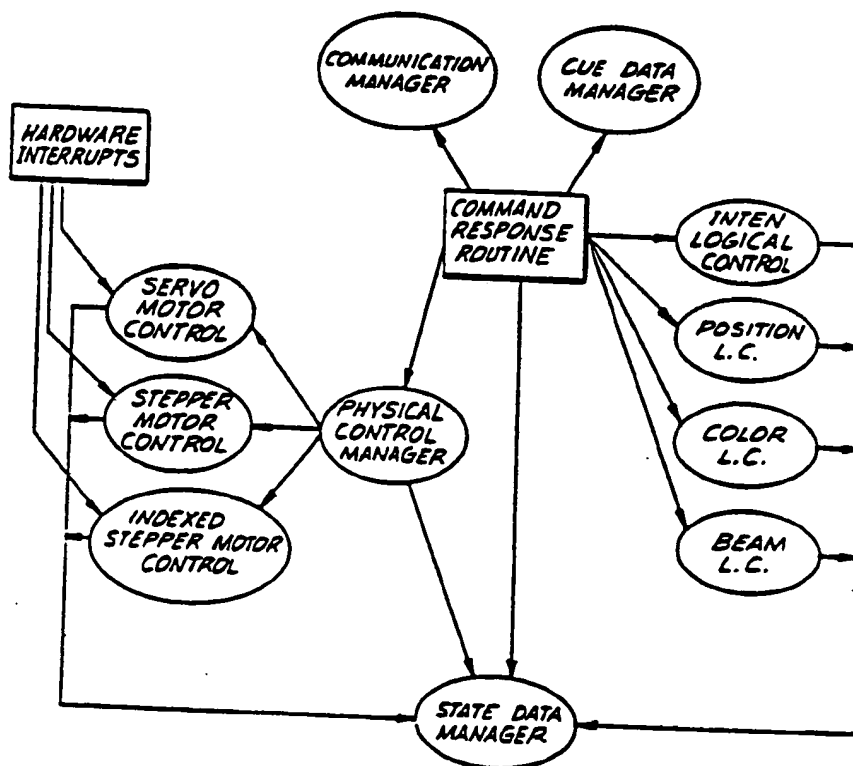 COMMUNICATION
MANAGER
CUE DATA
MANAGER
HARDWARE
INTERRUPTS
COMMAND
RESPONSE
ROUTINE
INTEN
LOGICAL
CONTROL
SERVO
MOTOR
CONTROL
POSITION
L.C.
STEPPER
MOTOR
CONTROL
PHYSICAL
CONTROL
MANAGER
COLOR
L.C.
INDEXED
STEPPER MOTOR
CONTROL
BEAM
L.C.
STATE DATA
MANAGER